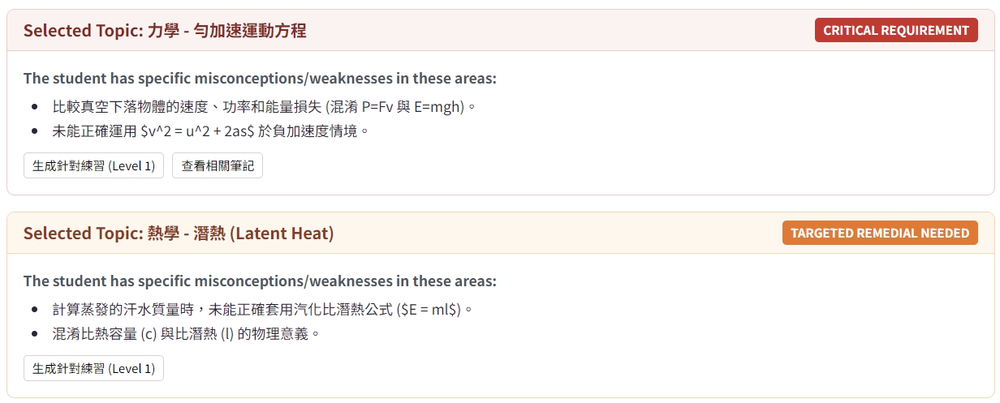 Selected Topic: 力學 - 勻加速運動方程
CRITICAL REQUIREMENT
The student has specific misconceptions/weaknesses in these areas:
• 比較真空下落物體的速度、功率和能量損失 (混淆 P=Fv 與 E=mgh)。
• 未能正確運用 $v^2 = u^2 + 2as$ 於負加速度情境。
生成針對練習 (Level 1)
查看相關筆記
Selected Topic: 熱學 - 潛熱 (Latent Heat)
TARGETED REMEDIAL NEEDED
The student has specific misconceptions/weaknesses in these areas:
• 計算蒸發的汗水質量時，未能正確套用汽化比潛熱公式 ($E = ml$)。
• 混淆比熱容量 (c) 與比潛熱 (l) 的物理意義。
生成針對練習 (Level 1)